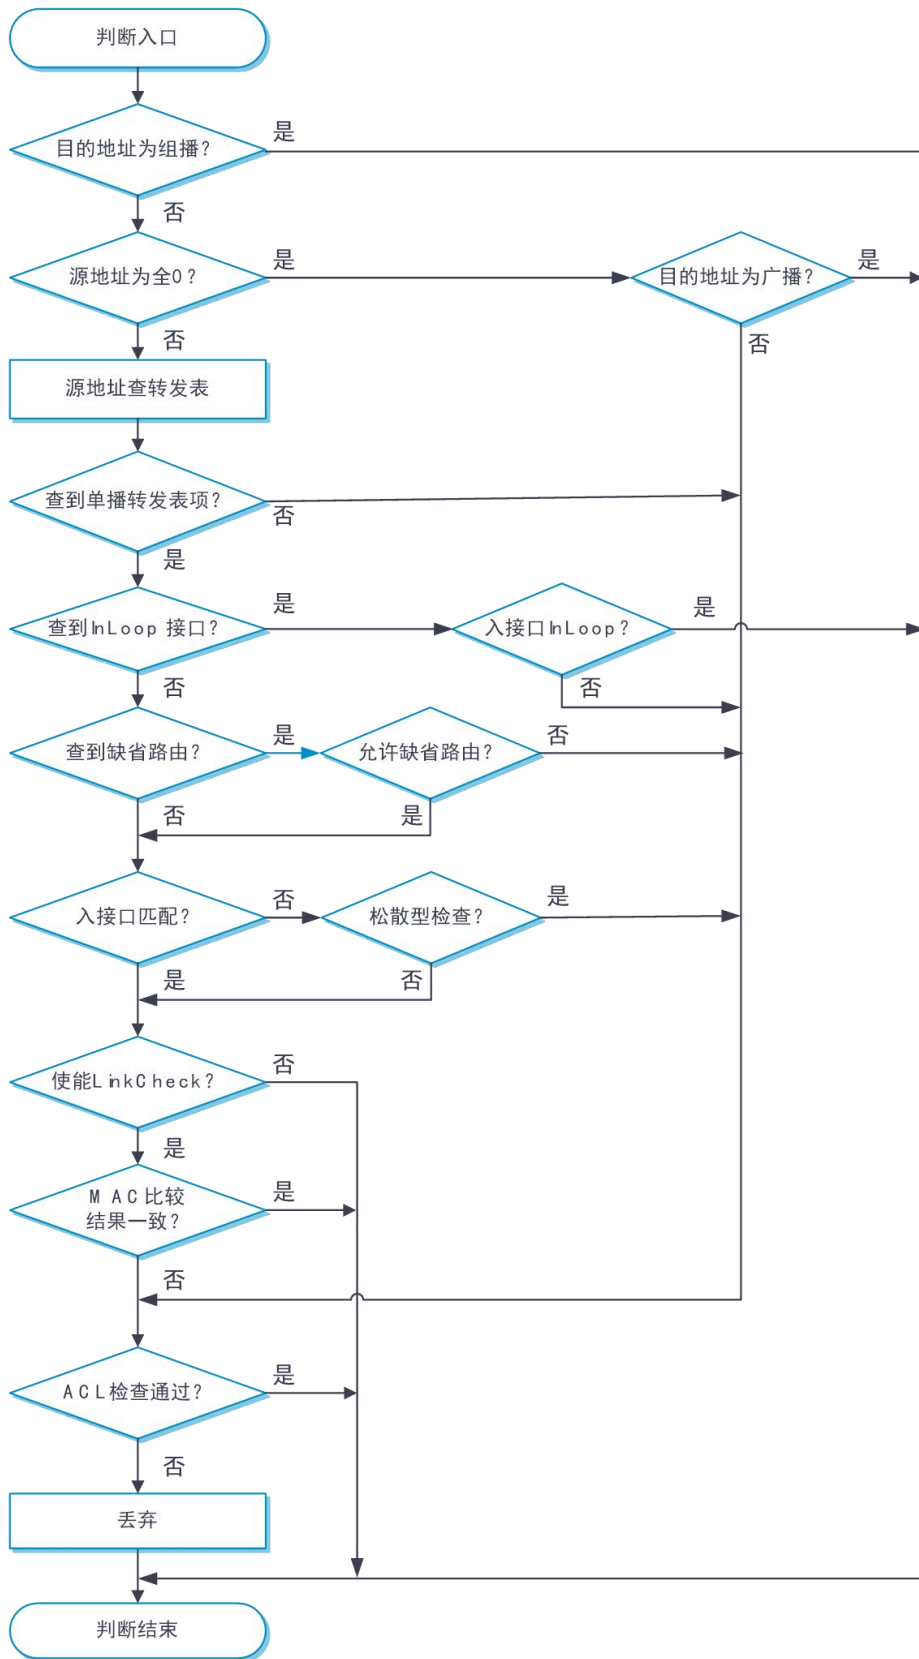 判断入口
目的地址为组播?
是
否
源地址为全0?
是
目的地址为广播?
是
否
否
源地址查转发表
查到单播转发表项?
否
是
查到InLoop 接口?
是
入接口InLoop?
是
否
否
查到缺省路由?
是
允许缺省路由?
否
否
是
入接口匹配?
否
松散型检查?
是
是
否
使能LinkCheck?
否
是
MAC比较
结果一致?
是
否
ACL检查通过?
是
否
丢弃
判断结束